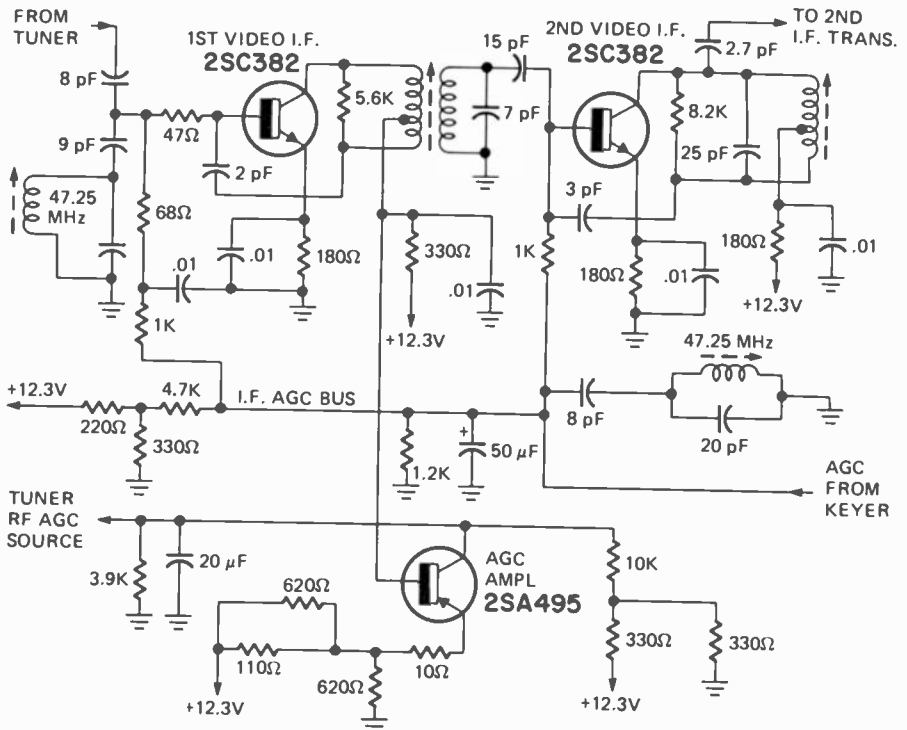 FROM
TUNER
8 pF
9 pF
47.25
MHz
47Ω
2 pF
68Ω
1ST VIDEO I.F.
2SC382
5.6K
15 pF
7 pF
2ND VIDEO I.F.
2SC382
TO 2ND
I.F. TRANS.
2.7 pF
8.2K
25 pF
3 pF
.01
.01
180Ω
330Ω
.01
+12.3V
1K
180Ω
.01
180Ω
.01
+12.3V
1K
+12.3V
220Ω
4.7K
330Ω
I.F. AGC BUS
1.2K
+
50 µF
8 pF
47.25 MHz
20 pF
AGC
FROM
KEYER
TUNER
RF AGC
SOURCE
3.9K
20 µF
620Ω
110Ω
+12.3V
620Ω
10Ω
AGC
AMPL
2SA495
10K
330Ω
330Ω
+12.3V